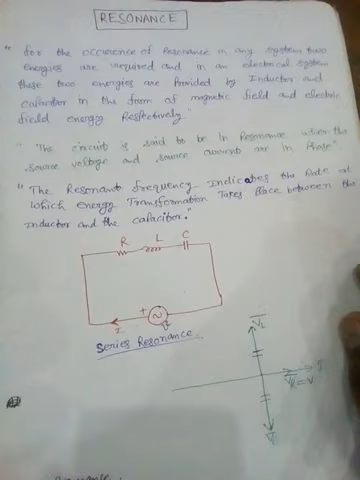 RESONANCE
" for the occurence of Resonance in any system two
energies are required and in an electrical system
these two energies are Provided by Inductor and
capacitor in the form of magnetic field and electric
field energy Respectively."
" The circuit is said to be in Resonance when the
source voltage and source current are in Phase"
" The Resonant frequency Indicates the Rate at
which energy Transformation Takes Place between the
Inductor and the capacitor."
R L C
+
I
Series Resonance.
VL
I
VR=V